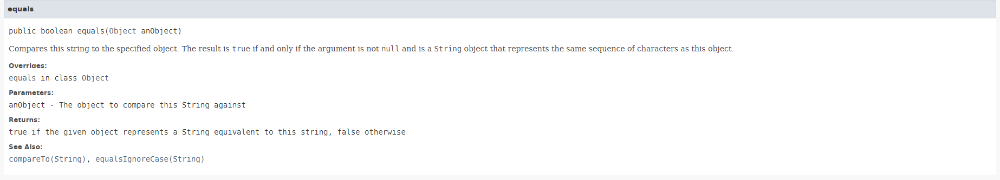 equals
public boolean equals(Object anObject)
Compares this string to the specified object. The result is true if and only if the argument is not null and is a String object that represents the same sequence of characters as this object.
Overrides:
equals in class Object
Parameters:
anObject - The object to compare this String against
Returns:
true if the given object represents a String equivalent to this string, false otherwise
See Also:
compareTo(String), equalsIgnoreCase(String)